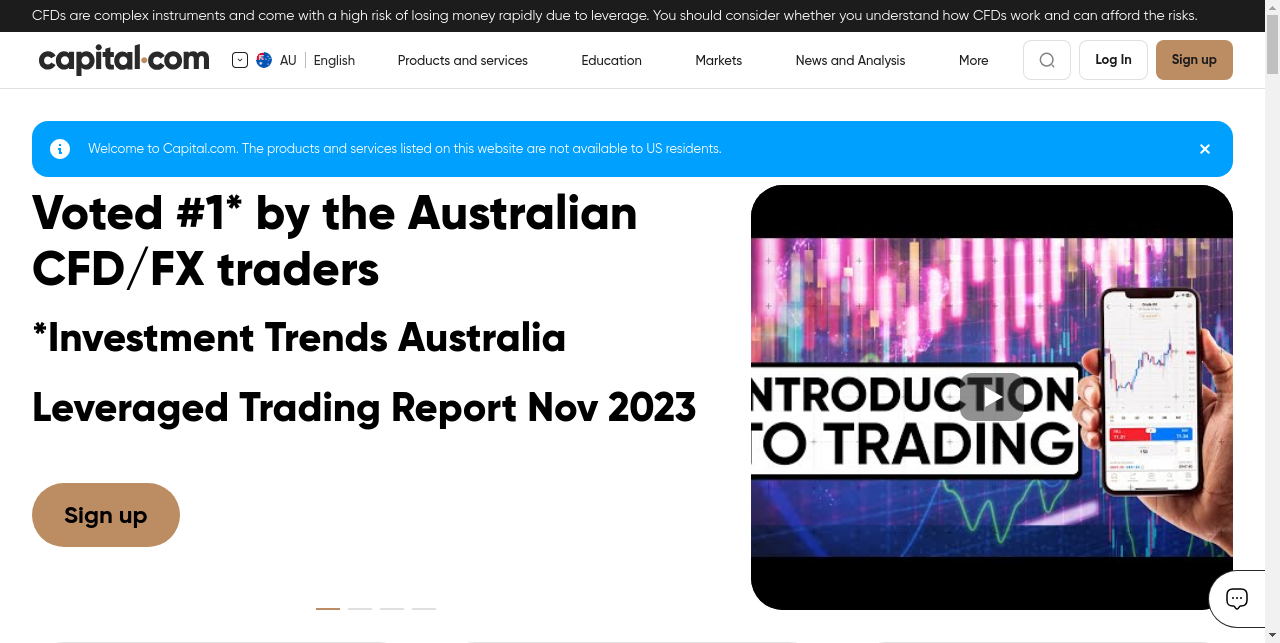 CFDs are complex instruments and come with a high risk of losing money rapidly due to leverage. You should consider whether you understand how CFDs work and can afford the risks.
capital.com
AU
English
Products and services
Education
Markets
News and Analysis
More
Log In
Sign up
Welcome to Capital.com. The products and services listed on this website are not available to US residents.
Voted #1* by the Australian
CFD/FX traders
*Investment Trends Australia
Leveraged Trading Report Nov 2023
Sign up
NTRODUCTION
TO TRADING